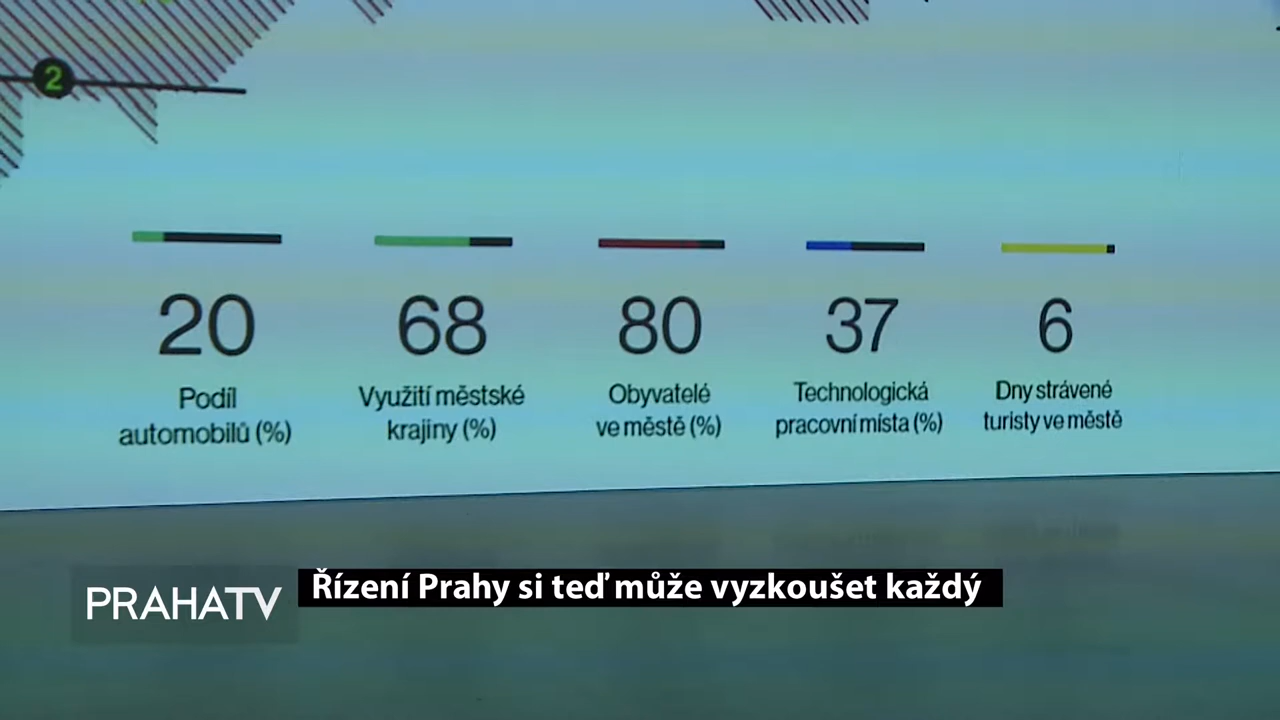 2
20
Podíl
automobilů (%)
68
Využití městské
krajiny (%)
80
Obyvatelé
ve městě (%)
37
Technologická
pracovní místa (%)
6
Dny strávené
turisty ve městě
PRAHATV
Řízení Prahy si teď může vyzkoušet každý